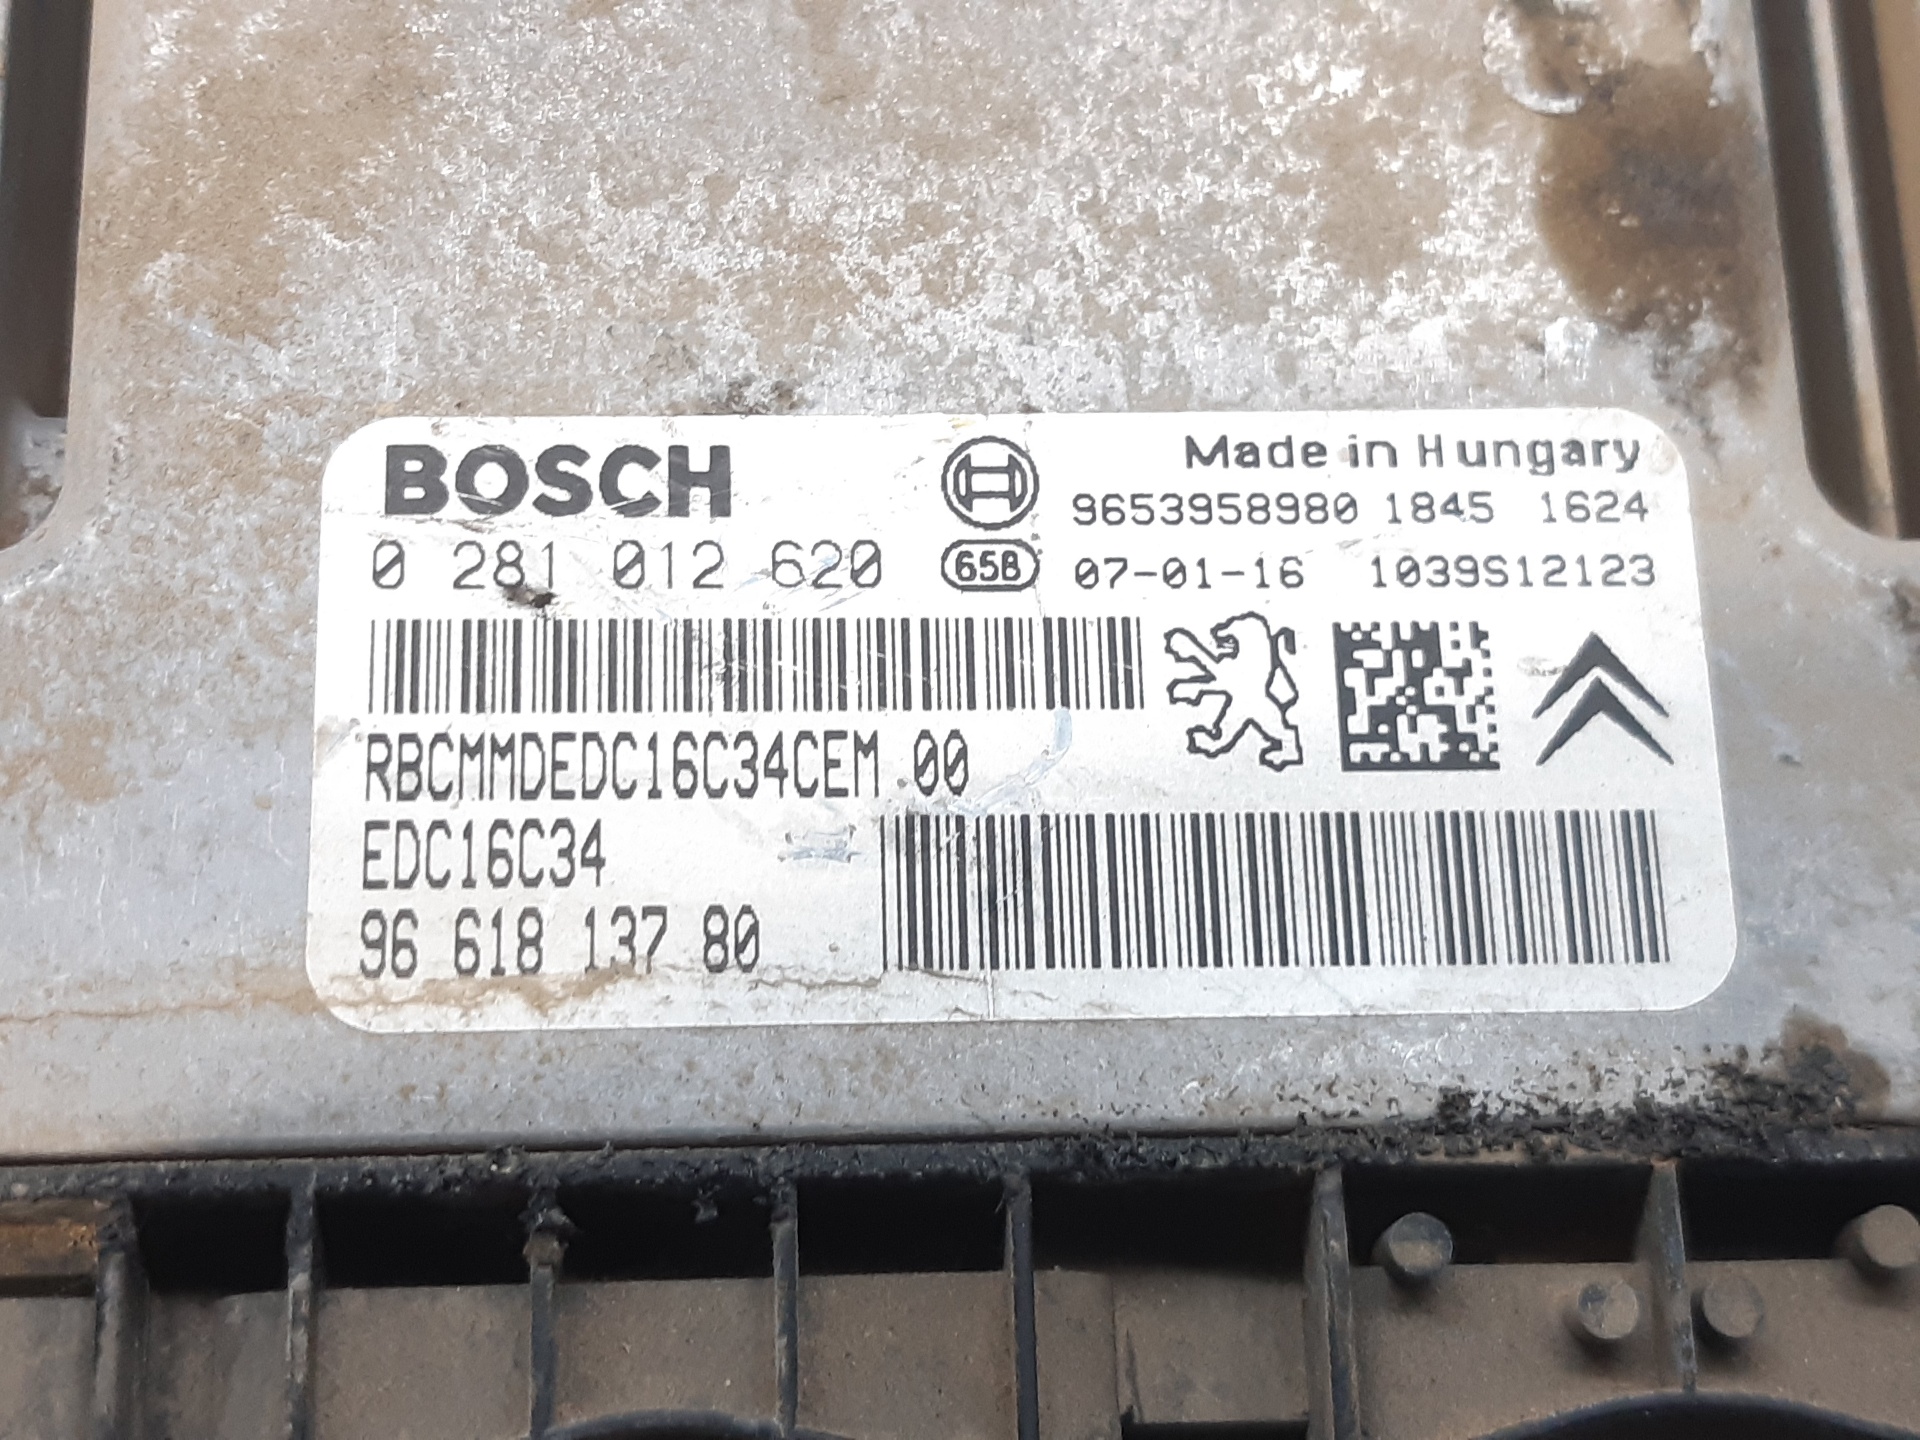 BOSCH
Made in Hungary
9653958980 1845 1624
0 281 012 620
658
07-01-16 1039S12123
RBCMMDEDC16C34CEM 00
EDC16C34
96 618 137 80